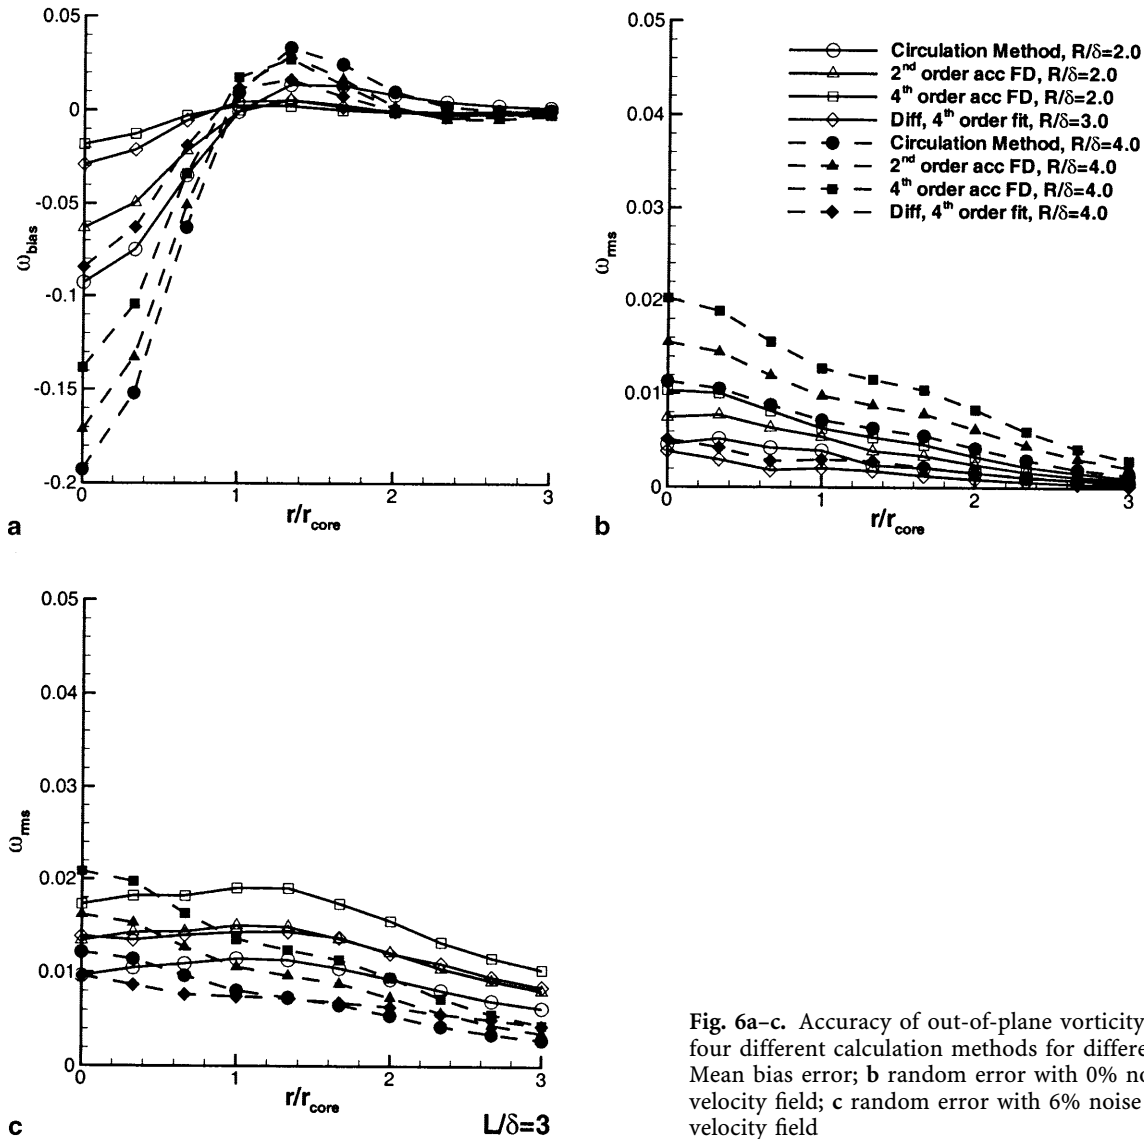 0.05
0
-0.05
-0.1
-0.15
-0.2
ω_bias
0 1 2 3
r/r_core
a
0.05
0.04
0.03
0.02
0.01
0
ω_rms
0 1 2 3
r/r_core
b
Circulation Method, R/δ=2.0
2nd order acc FD, R/δ=2.0
4th order acc FD, R/δ=2.0
Diff, 4th order fit, R/δ=3.0
Circulation Method, R/δ=4.0
2nd order acc FD, R/δ=4.0
4th order acc FD, R/δ=4.0
Diff, 4th order fit, R/δ=4.0
0.05
0.04
0.03
0.02
0.01
0
ω_rms
0 1 2 3
r/r_core
c
L/δ=3
Fig. 6a–c. Accuracy of out-of-plane vorticity
four different calculation methods for differe
Mean bias error; b random error with 0% no
velocity field; c random error with 6% noise
velocity field